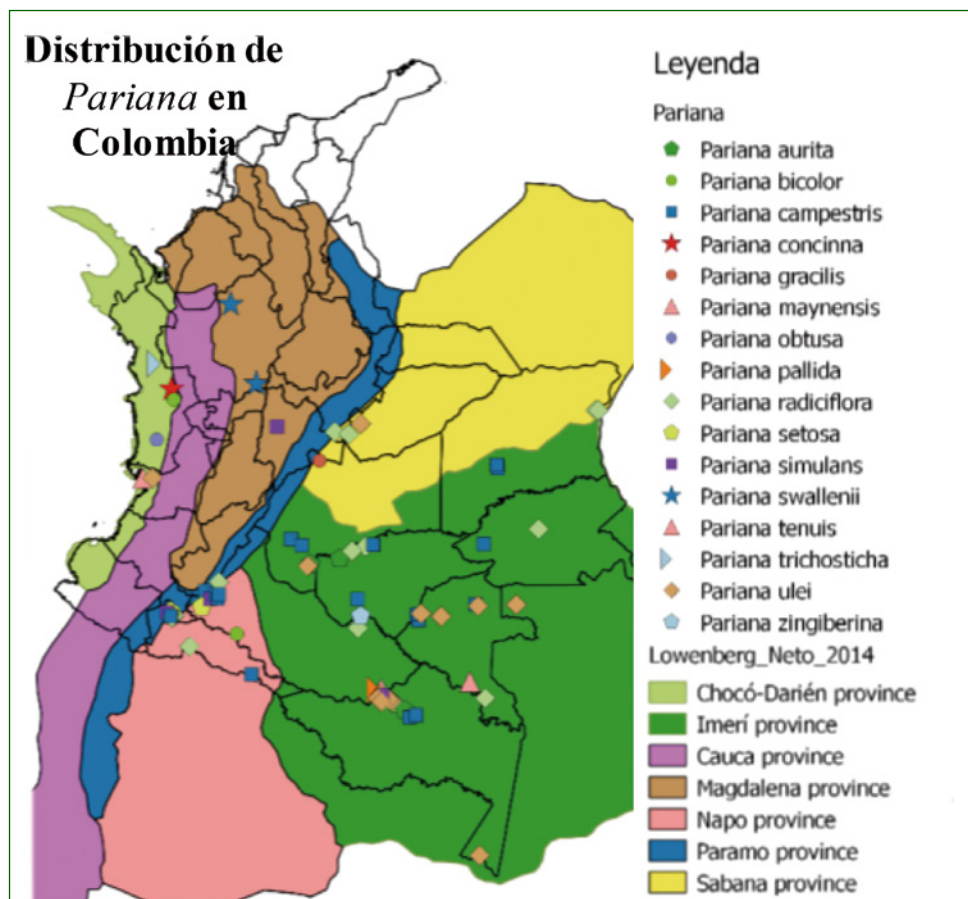 Distribución de
Pariana en
Colombia
Leyenda
Pariana
Pariana aurita
Pariana bicolor
Pariana campestris
Pariana concinna
Pariana gracilis
Pariana maynensis
Pariana obtusa
Pariana pallida
Pariana radiciflora
Pariana setosa
Pariana simulans
Pariana swallenii
Pariana tenuis
Pariana trichosticha
Pariana ulei
Pariana zingiberina
Lowenberg_Neto_2014
Chocó-Darién province
Imerí province
Cauca province
Magdalena province
Napo province
Paramo province
Sabana province